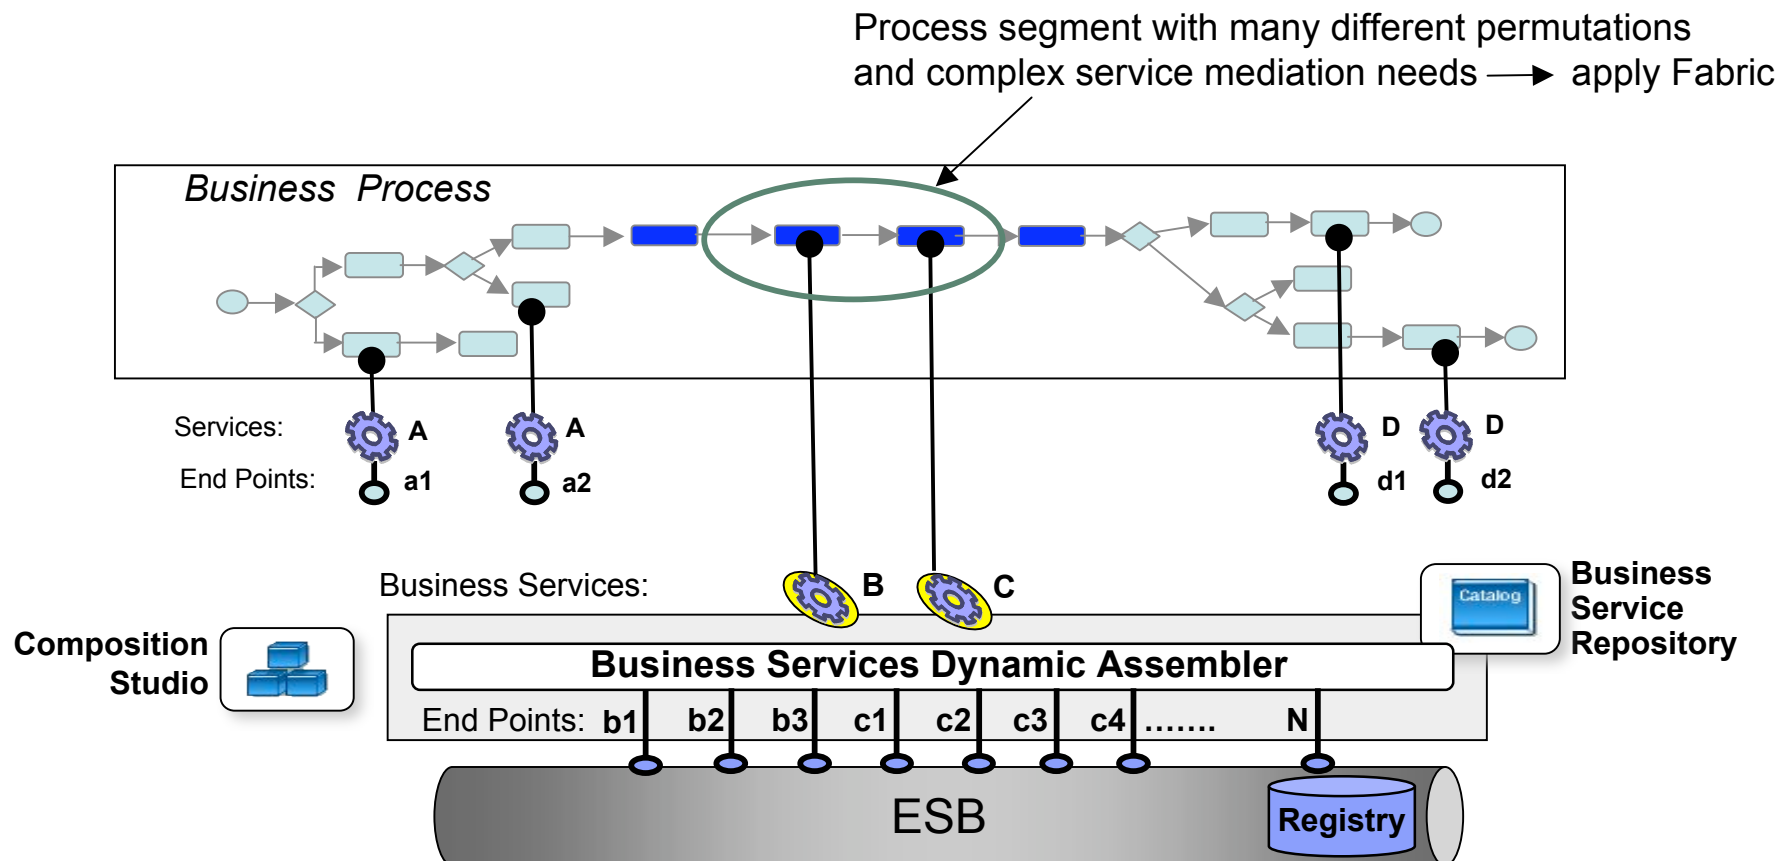 Process segment with many different permutations
and complex service mediation needs apply Fabric
Business Process
Services: A A D D
End Points: a1 a2 d1 d2
Business Services: B C
Catalog
Business
Service
Repository
Composition
Studio
Business Services Dynamic Assembler
End Points: b1 b2 b3 c1 c2 c3 c4 ....... N
ESB
Registry